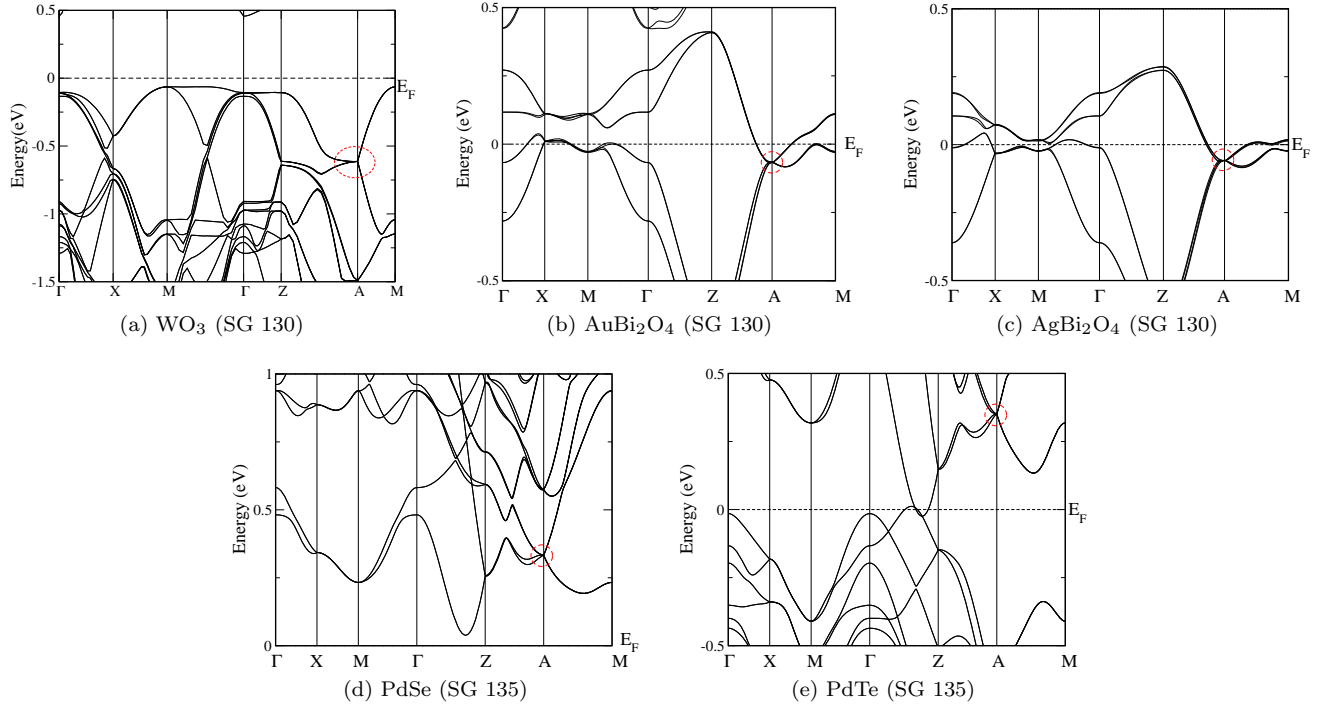 0.5
0
-0.5
-1
-1.5
Energy(eV)
E_F
Γ X M Γ Z A M
(a) WO₃ (SG 130)
0.5
0
-0.5
Energy (eV)
E_F
Γ X M Γ Z A M
(b) AuBi₂O₄ (SG 130)
0.5
0
-0.5
Energy (eV)
E_F
Γ X M Γ Z A M
(c) AgBi₂O₄ (SG 130)
1
0.5
0
Energy (eV)
E_F
Γ X M Γ Z A M
(d) PdSe (SG 135)
0.5
0
-0.5
Energy (eV)
E_F
Γ X M Γ Z A M
(e) PdTe (SG 135)